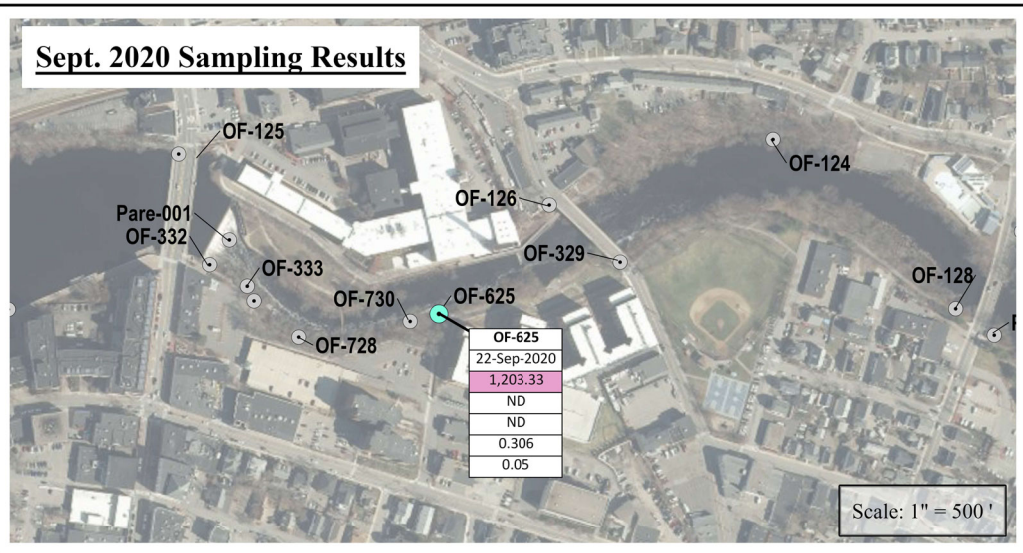 Sept. 2020 Sampling Results
OF-125
OF-124
OF-126
Pare-001
OF-332
OF-329
OF-333
OF-128
OF-730
OF-625
OF-728
OF-625
22-Sep-2020
1,203.33
ND
ND
0.306
0.05
Scale: 1" = 500 '